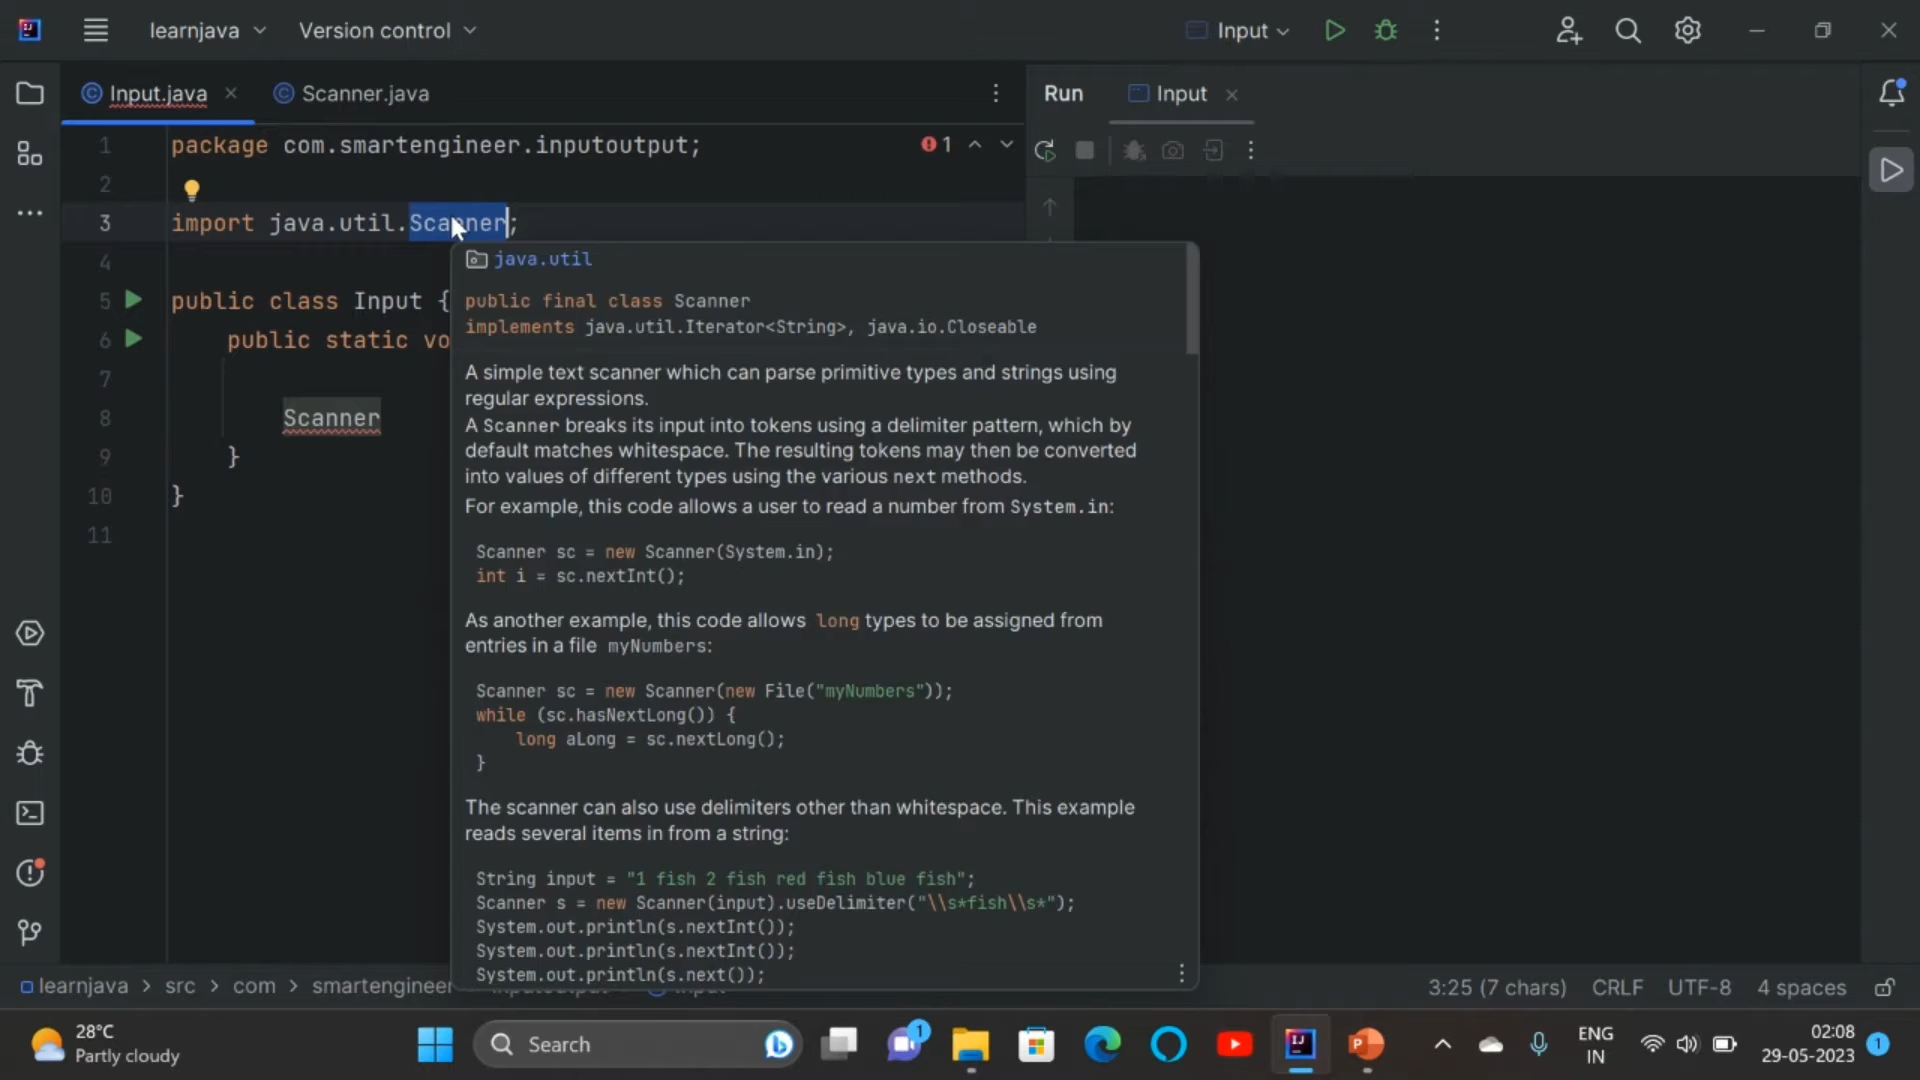 learnjava
Version control
Input
Input.java
Scanner.java
Run
Input
1 package com.smartengineer.inputoutput;
1
2
3 import java.util.Scanner;
4
5 public class Input {
6 public static vo
7
8 Scanner
9 }
10 }
11
java.util
public final class Scanner
implements java.util.Iterator<String>, java.io.Closeable
A simple text scanner which can parse primitive types and strings using
regular expressions.
A Scanner breaks its input into tokens using a delimiter pattern, which by
default matches whitespace. The resulting tokens may then be converted
into values of different types using the various next methods.
For example, this code allows a user to read a number from System.in:
Scanner sc = new Scanner(System.in);
int i = sc.nextInt();
As another example, this code allows long types to be assigned from
entries in a file myNumbers:
Scanner sc = new Scanner(new File("myNumbers"));
while (sc.hasNextLong()) {
long aLong = sc.nextLong();
}
The scanner can also use delimiters other than whitespace. This example
reads several items in from a string:
String input = "1 fish 2 fish red fish blue fish";
Scanner s = new Scanner(input).useDelimiter("\\s*fish\\s*");
System.out.println(s.nextInt());
System.out.println(s.nextInt());
System.out.println(s.next());
learnjava > src > com > smartengineer
3:25 (7 chars) CRLF UTF-8 4 spaces
28°C
Partly cloudy
Search
1
ENG
IN
02:08
29-05-2023
1